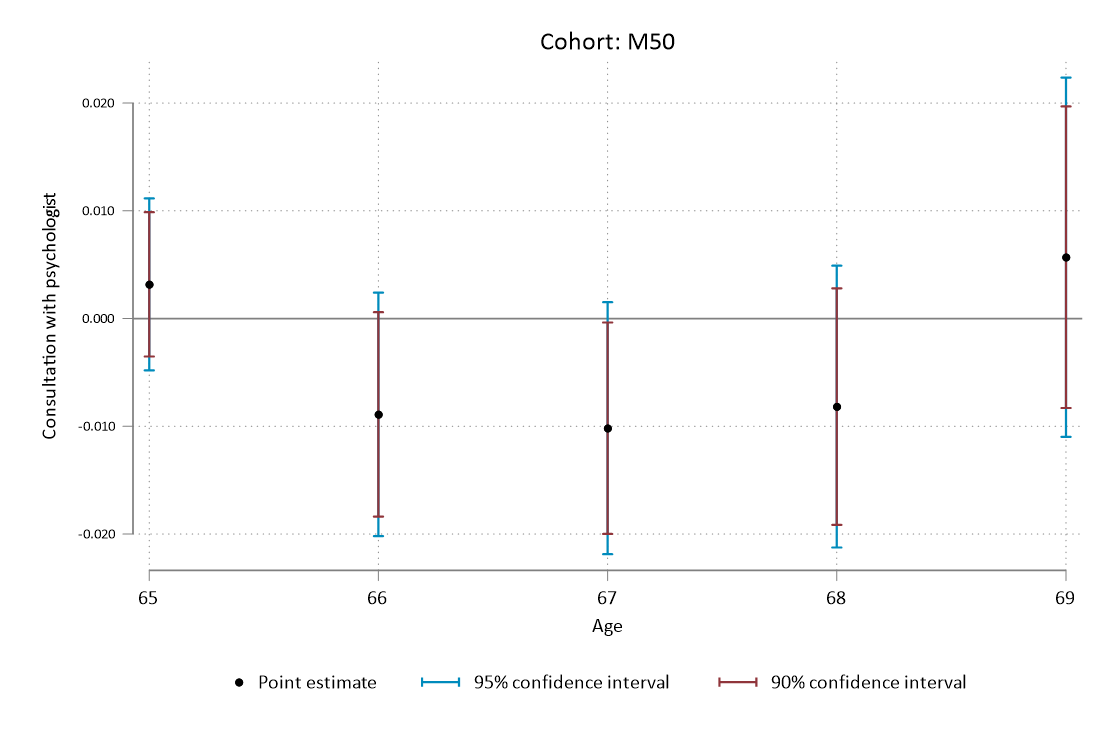 Cohort: M50
Consultation with psychologist
0.020
0.010
0.000
-0.010
-0.020
65 66 67 68 69
Age
Point estimate 95% confidence interval 90% confidence interval